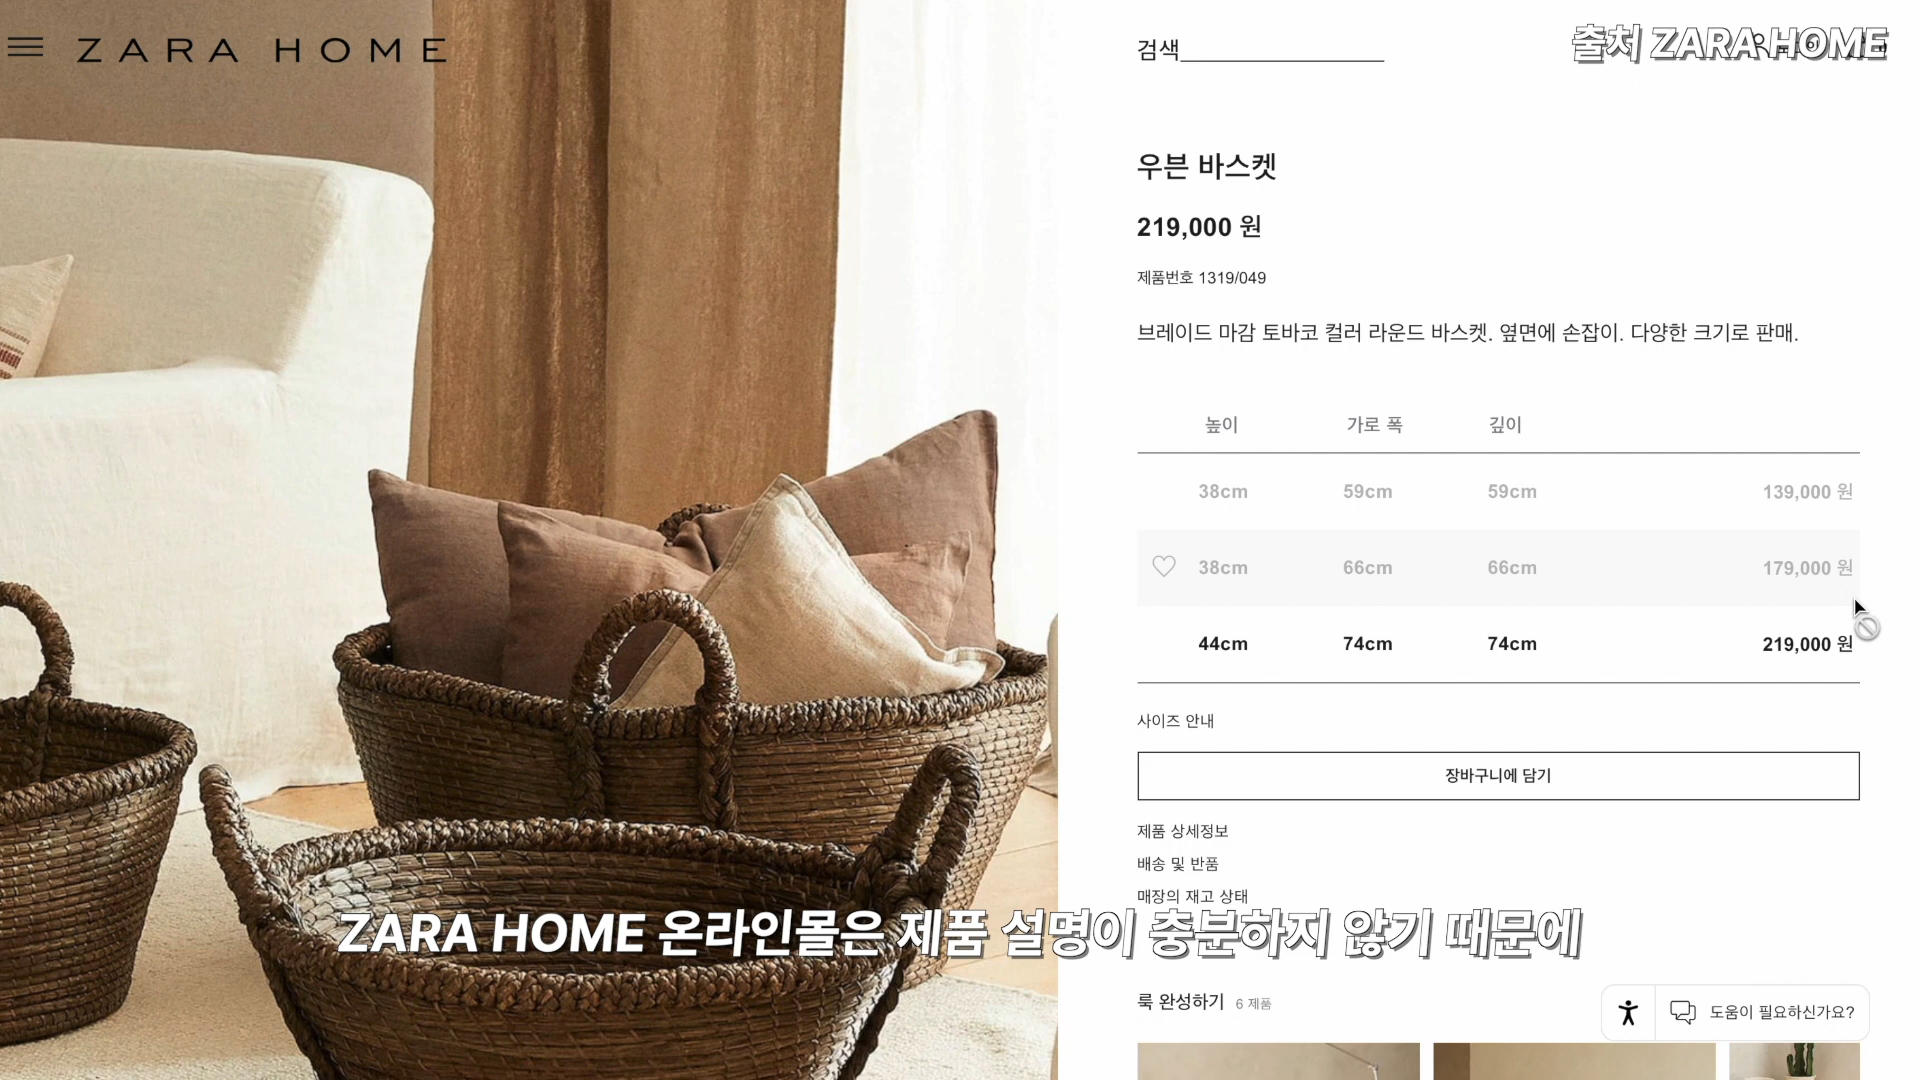 ZARA HOME
검색
출처 ZARA HOME
우븐 바스켓
219,000 원
제품번호 1319/049
브레이드 마감 토바코 컬러 라운드 바스켓. 옆면에 손잡이. 다양한 크기로 판매.
높이 가로 폭 깊이
38cm 59cm 59cm 139,000 원
38cm 66cm 66cm 179,000 원
44cm 74cm 74cm 219,000 원
사이즈 안내
장바구니에 담기
제품 상세정보
배송 및 반품
매장의 재고 상태
ZARA HOME 온라인몰은 제품 설명이 충분하지 않기 때문에
룩 완성하기 6 제품
도움이 필요하신가요?